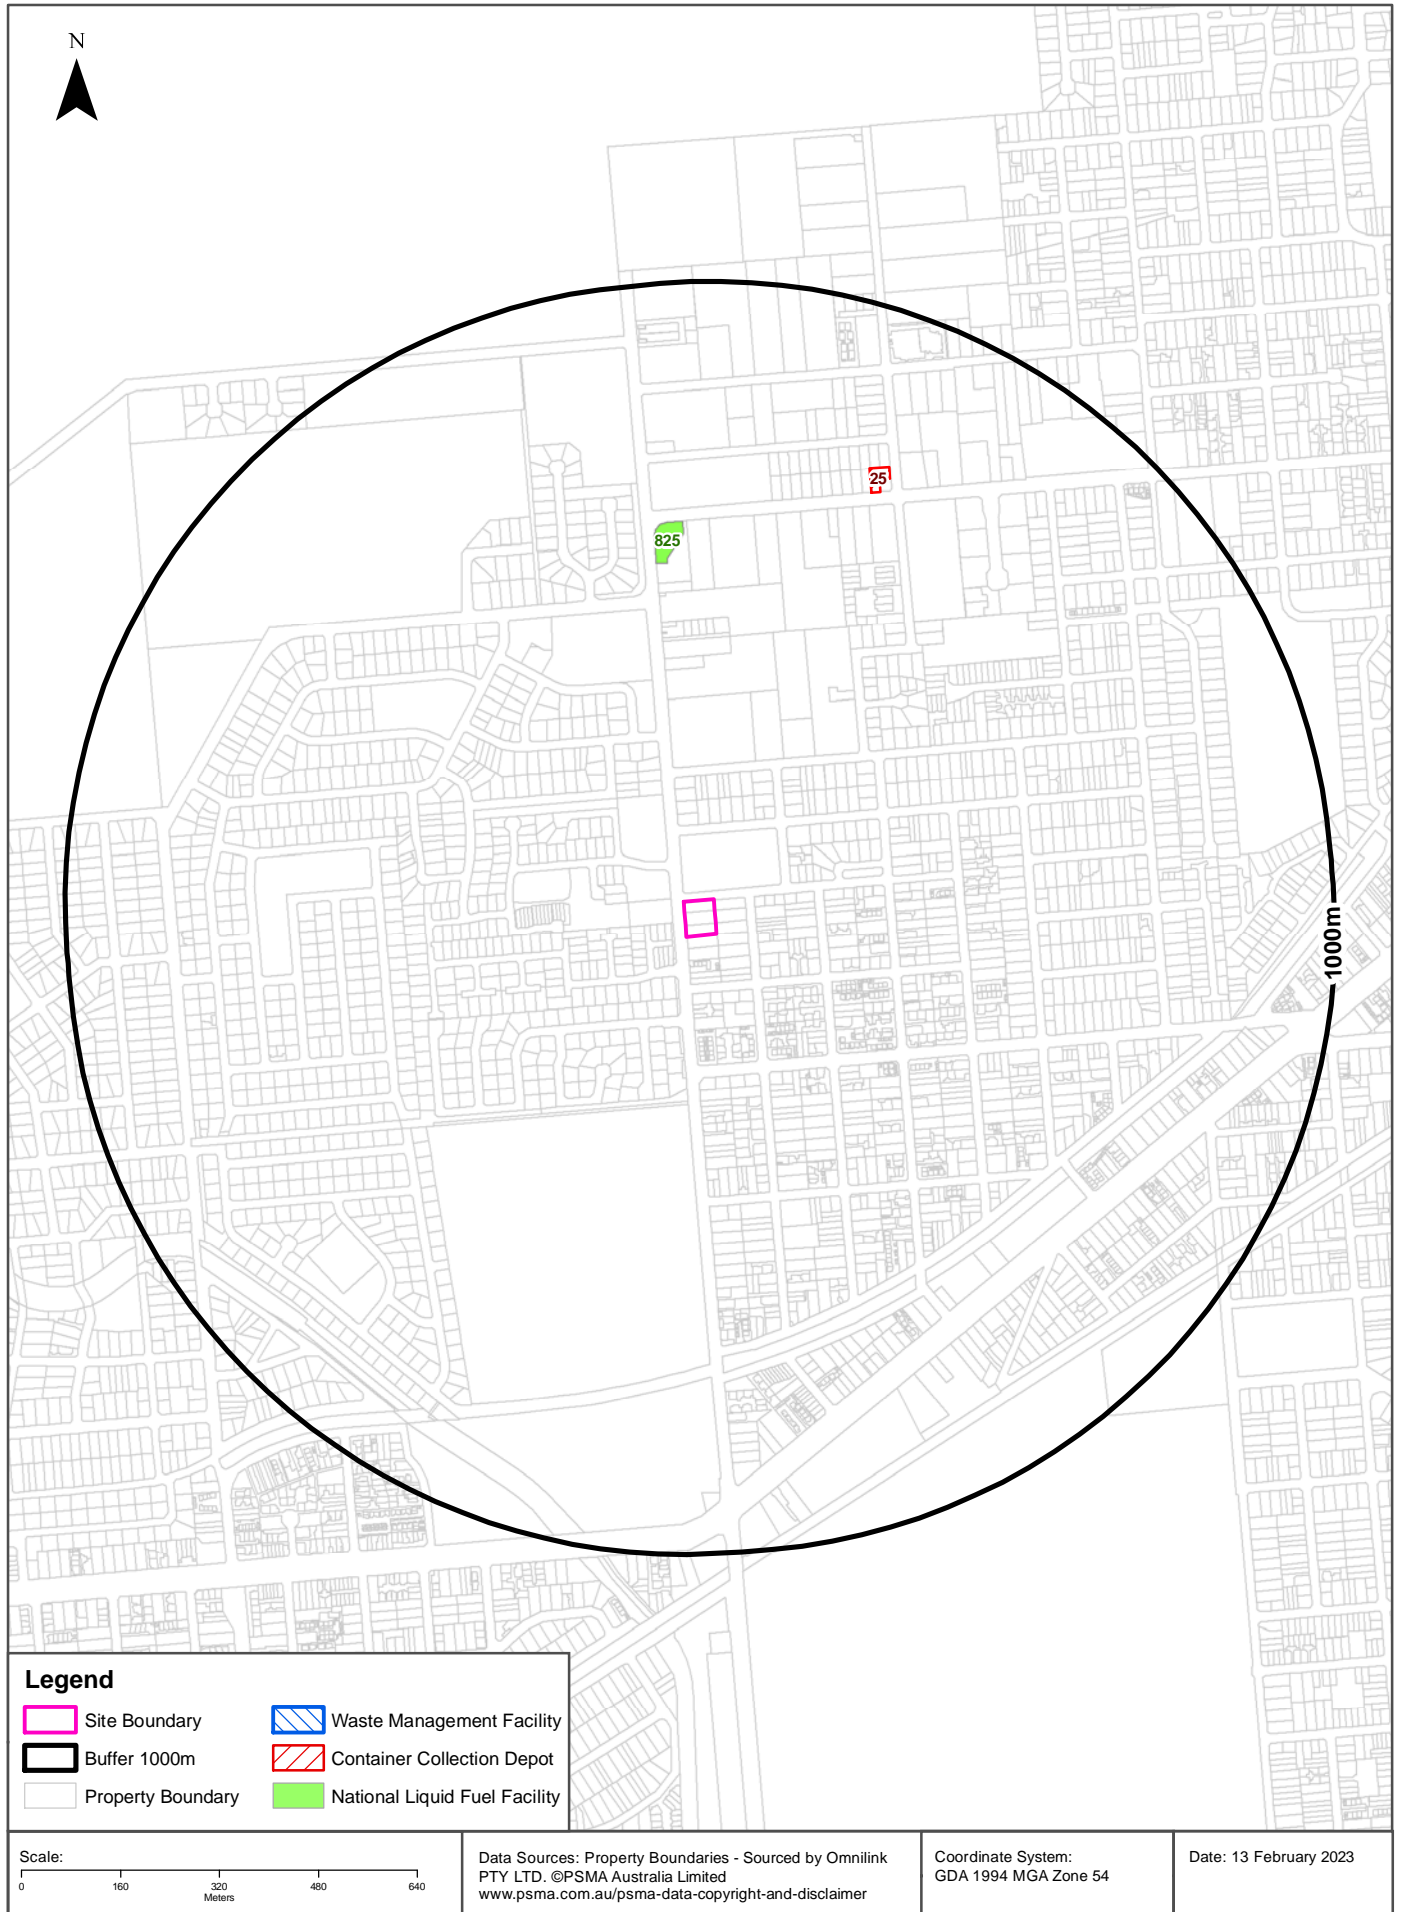 N
25
825
1000m
Legend
Site Boundary
Buffer 1000m
Property Boundary
Waste Management Facility
Container Collection Depot
National Liquid Fuel Facility
Scale:
0 160 320 480 640
Meters
Data Sources: Property Boundaries - Sourced by Omnilink
PTY LTD. ©PSMA Australia Limited
www.psma.com.au/psma-data-copyright-and-disclaimer
Coordinate System:
GDA 1994 MGA Zone 54
Date: 13 February 2023